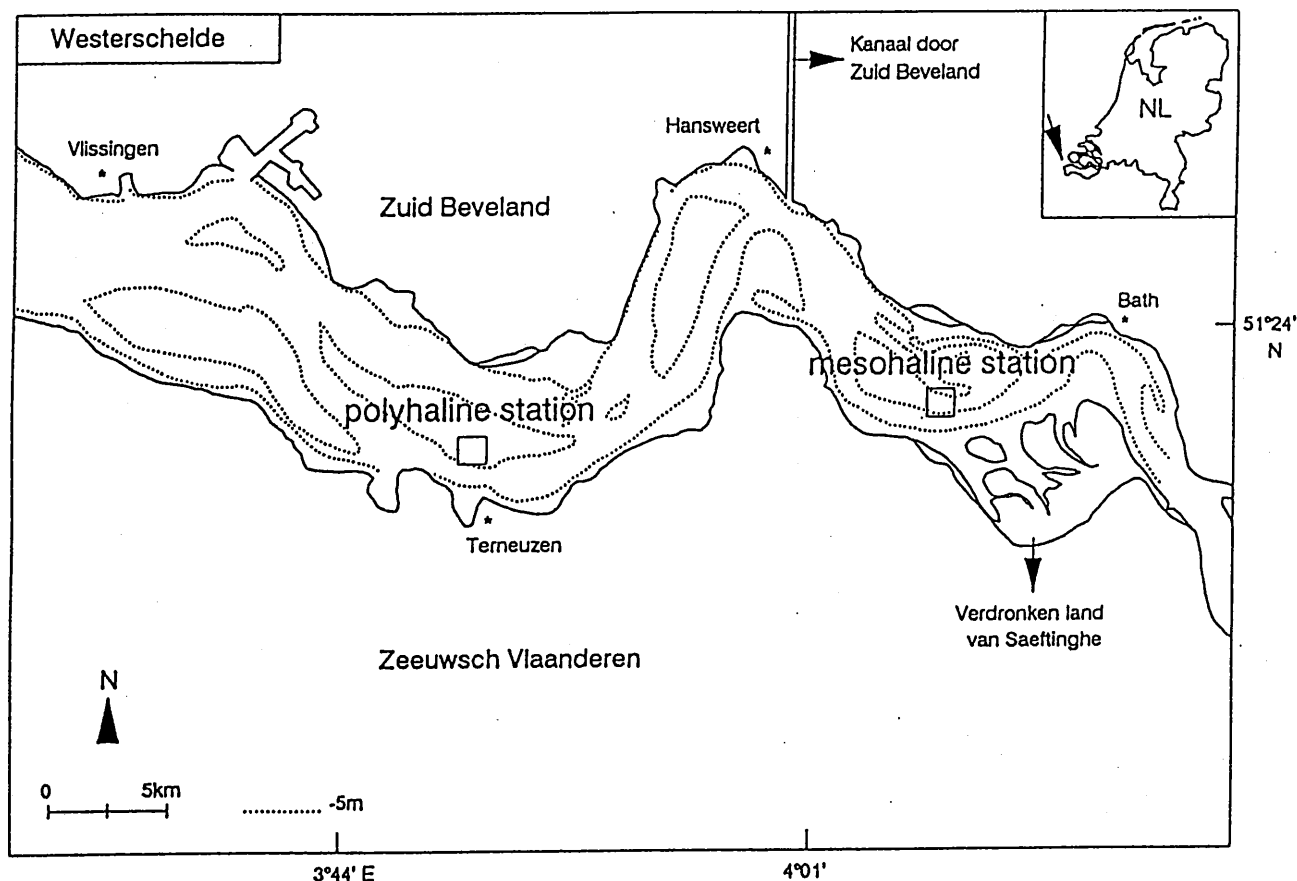 Westerschelde
Kanaal door
Zuid Beveland
NL
Vlissingen
Hansweert
Zuid Beveland
Bath
51°24'
N
mesohaline station
polyhaline station
Terneuzen
Verdronken land
van Saeftinghe
Zeeuwsch Vlaanderen
N
0 5km
-5m
3°44' E
4°01'